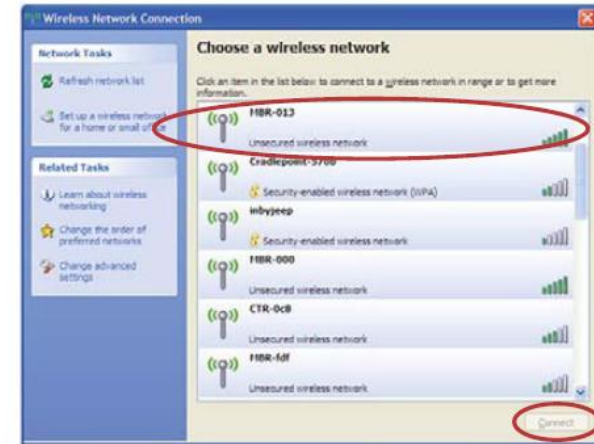 Wireless Network Connection
Network Tasks
Refresh network list
Set up a wireless network
for a home or small office
Related Tasks
Learn about wireless
networking
Change the order of
preferred networks
Change advanced
settings
Choose a wireless network
Click an item in the list below to connect to a wireless network in range or to get more
information.
MBR-013
Unsecured wireless network
Cradlepoint-5700
Security-enabled wireless network (WPA)
inbyjeep
Security-enabled wireless network
MBR-000
Unsecured wireless network
CTR-0c8
Unsecured wireless network
MBR-fdf
Unsecured wireless network
Connect